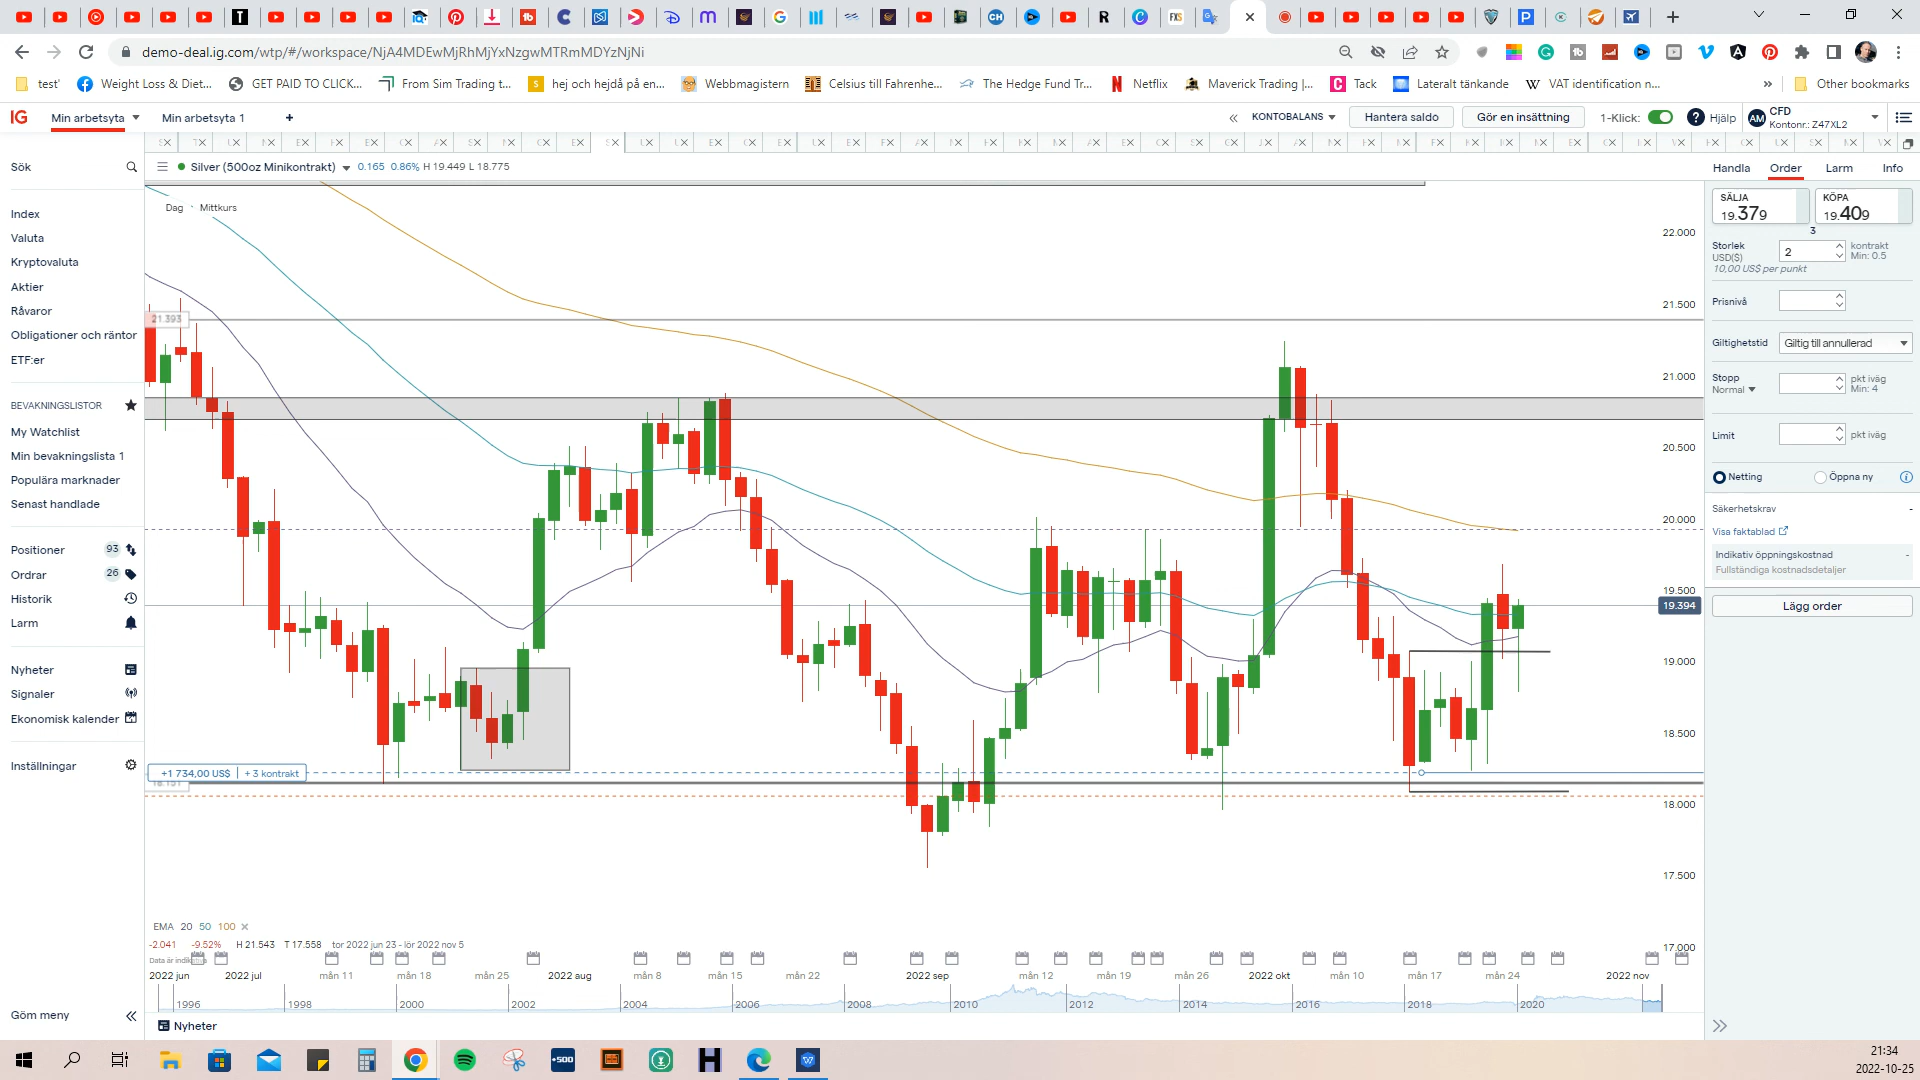 demo-deal.ig.com/wtp/#/workspace/NjA4MDEwMjRhMjYxNzgwMTRmMDYzNjNi
test'
Weight Loss & Diet...
GET PAID TO CLICK...
From Sim Trading t...
hej och hejdå på en...
Webbmagistern
Celsius till Fahrenhe...
The Hedge Fund Tr...
Netflix
Maverick Trading |...
Tack
Lateralt tänkande
VAT identification n...
»
Other bookmarks
IG
Min arbetsyta
Min arbetsyta 1
KONTOBALANS
Hantera saldo
Gör en insättning
1-Klick:
Hjälp
AM
CFD
Kontonr.: Z47XL2
Sök
Index
Valuta
Kryptovaluta
Aktier
Råvaror
Obligationer och räntor
ETF:er
BEVAKNINGSLISTOR
My Watchlist
Min bevakningslista 1
Populära marknader
Senast handlade
Positioner 93
Ordrar 26
Historik
Larm
Nyheter
Signaler
Ekonomisk kalender
Inställningar
Göm meny
Silver (500oz Minikontrakt) 0.165 0.86% H 19.449 L 18.775
Dag Mittkurs
22.000
21.500
21.393
21.000
20.500
20.000
19.500
19.394
19.000
18.500
18.000
17.500
17.000
+1 734,00 US$ + 3 kontrakt
18.151
EMA 20 50 100
-2.041 -9.52% H 21.543 T 17.558 tor 2022 jun 23 - lör 2022 nov 5
Data är indikativa
2022 jun 2022 jul mån 11 mån 18 mån 25 2022 aug mån 8 mån 15 mån 22 2022 sep mån 12 mån 19 mån 26 2022 okt mån 10 mån 17 mån 24 2022 nov
1996 1998 2000 2002 2004 2006 2008 2010 2012 2014 2016 2018 2020
Nyheter
Handla Order Larm Info
SÄLJA
19.379
KÖPA
19.409
3
Storlek
USD($)
2
kontrakt
Min: 0.5
10,00 US$ per punkt
Prisnivå
Giltighetstid
Giltig till annullerad
Stopp
Normal
pkt iväg
Min: 4
Limit
pkt iväg
Netting
Öppna ny
Säkerhetskrav -
Visa faktablad
Indikativ öppningskostnad -
Fullständiga kostnadsdetaljer
Lägg order
21:34
2022-10-25